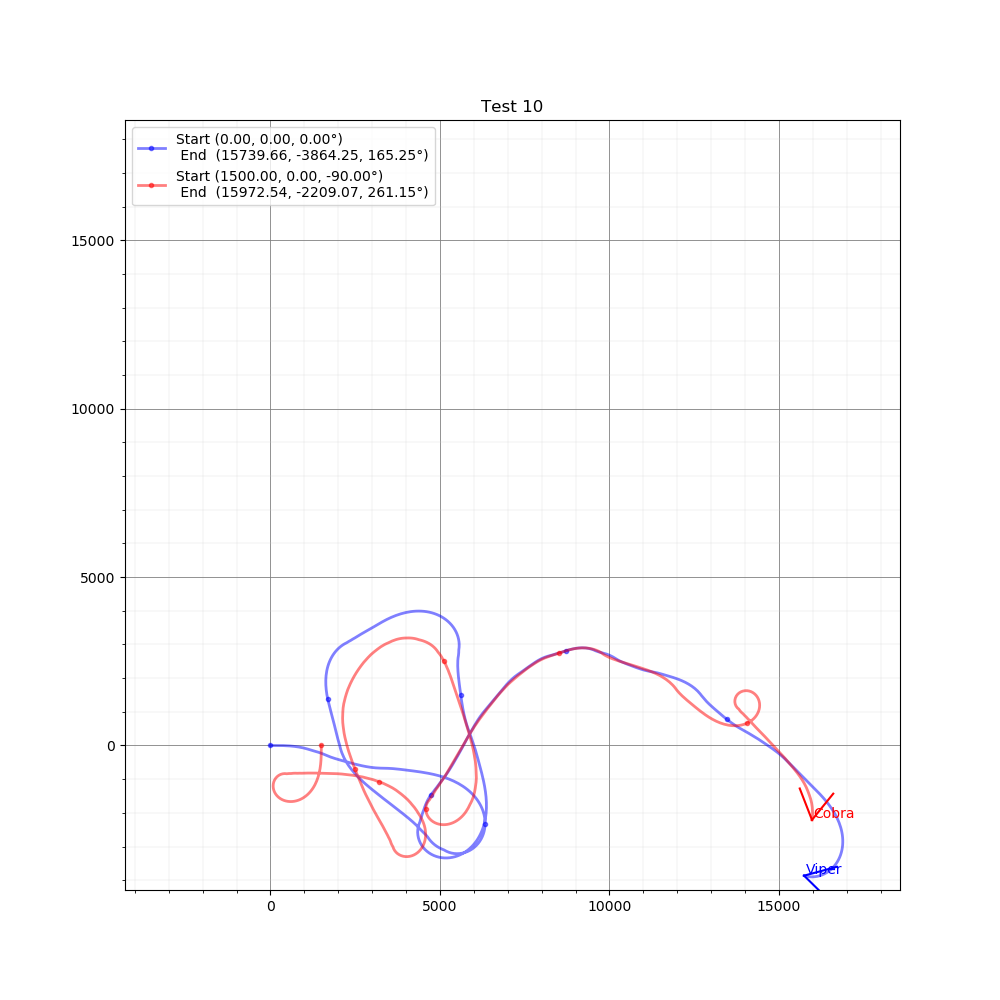 Test 10
Start (0.00, 0.00, 0.00°)
End  (15739.66, -3864.25, 165.25°)
Start (1500.00, 0.00, -90.00°)
End  (15972.54, -2209.07, 261.15°)
15000
10000
5000
0
Cobra
Viper
0
5000
10000
15000